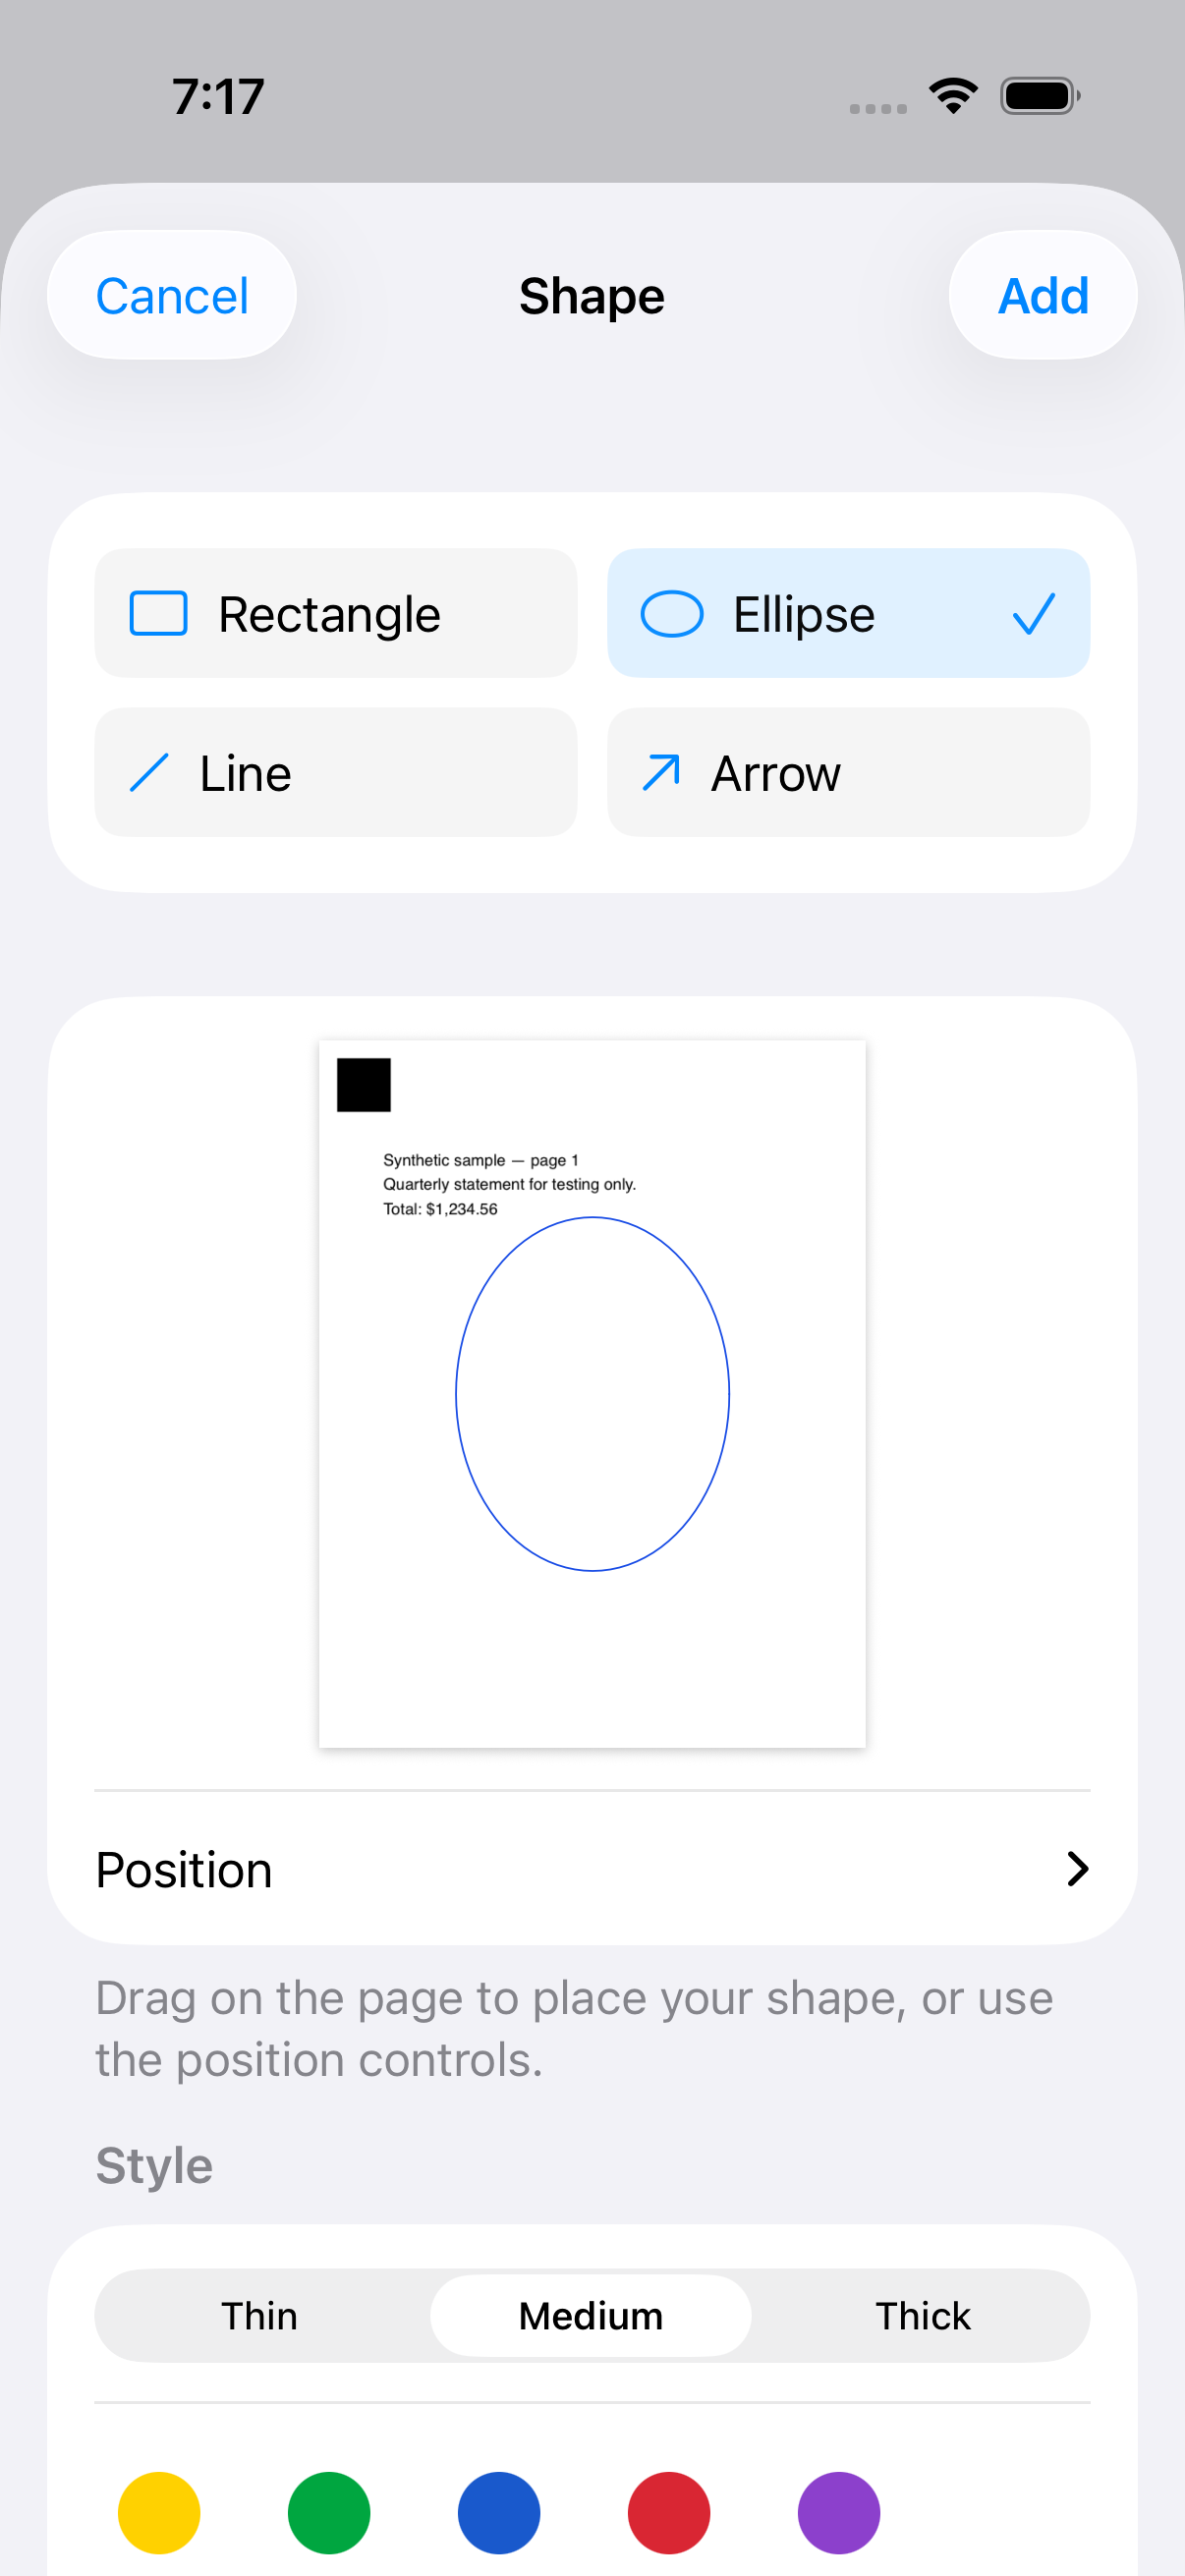 7:17
Cancel
Shape
Add
Rectangle
Ellipse
Line
Arrow
Synthetic sample — page 1
Quarterly statement for testing only.
Total: $1,234.56
Position
Drag on the page to place your shape, or use
the position controls.
Style
Thin
Medium
Thick